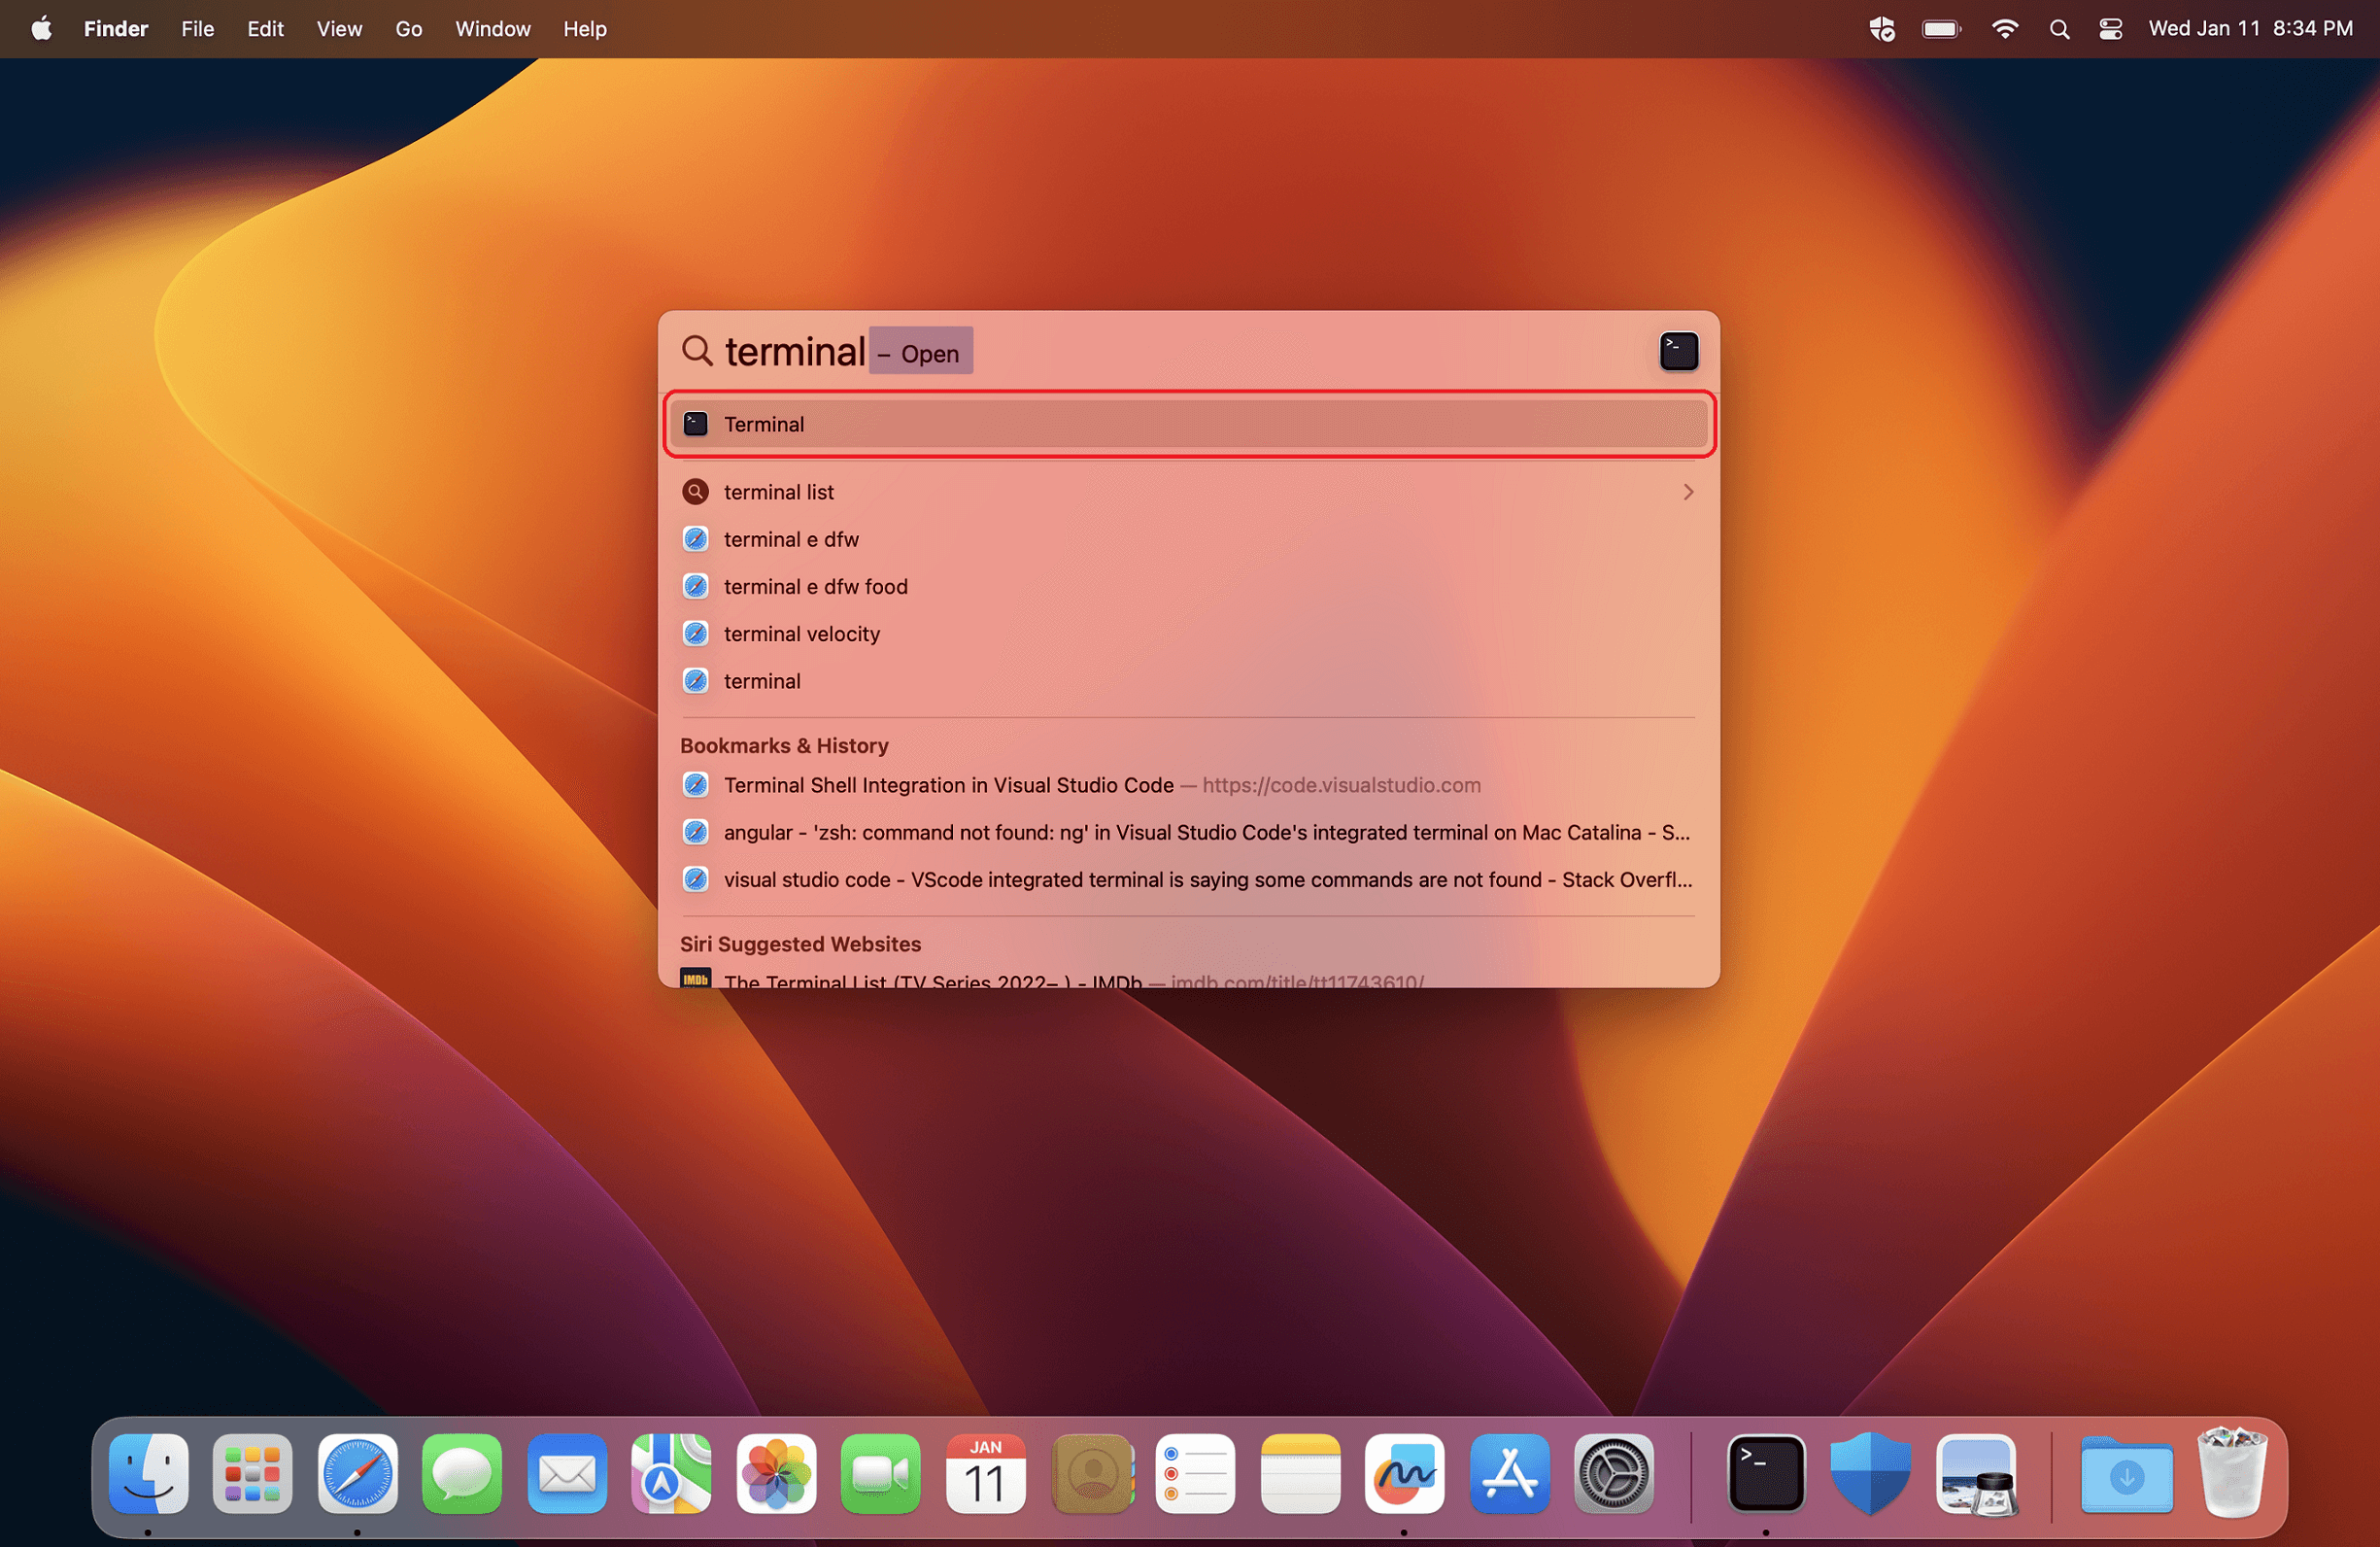 Finder File Edit View Go Window Help Wed Jan 11 8:34 PM
terminal – Open
Terminal
terminal list
terminal e dfw
terminal e dfw food
terminal velocity
terminal
Bookmarks & History
Terminal Shell Integration in Visual Studio Code — https://code.visualstudio.com
angular - 'zsh: command not found: ng' in Visual Studio Code's integrated terminal on Mac Catalina - S...
visual studio code - VScode integrated terminal is saying some commands are not found - Stack Overfl...
Siri Suggested Websites
IMDb The Terminal List (TV Series 2022– ) - IMDb — imdb.com/title/tt11743610/
JAN
11